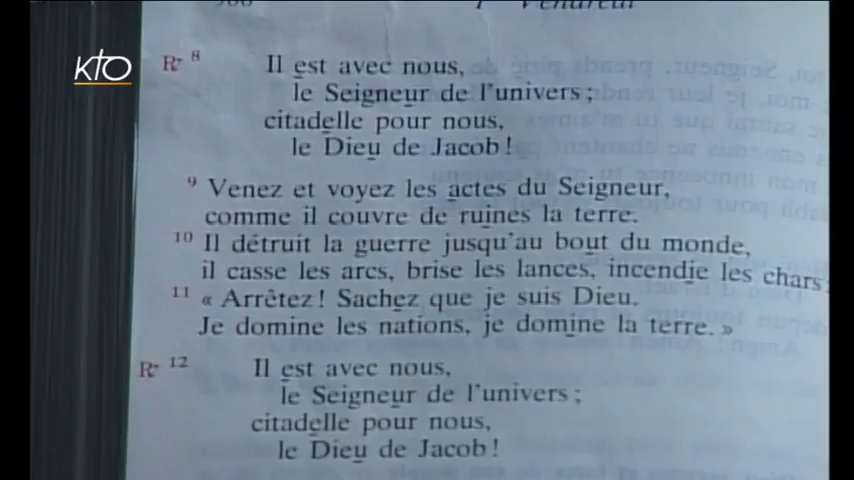 KTO
R 8 Il est avec nous,
le Seigneur de l'univers ;
citadelle pour nous,
le Dieu de Jacob !
9 Venez et voyez les actes du Seigneur,
comme il couvre de ruines la terre.
10 Il détruit la guerre jusqu'au bout du monde,
il casse les arcs, brise les lances, incendie les chars :
11 « Arrêtez ! Sachez que je suis Dieu.
Je domine les nations, je domine la terre. »
R 12 Il est avec nous,
le Seigneur de l'univers ;
citadelle pour nous,
le Dieu de Jacob !